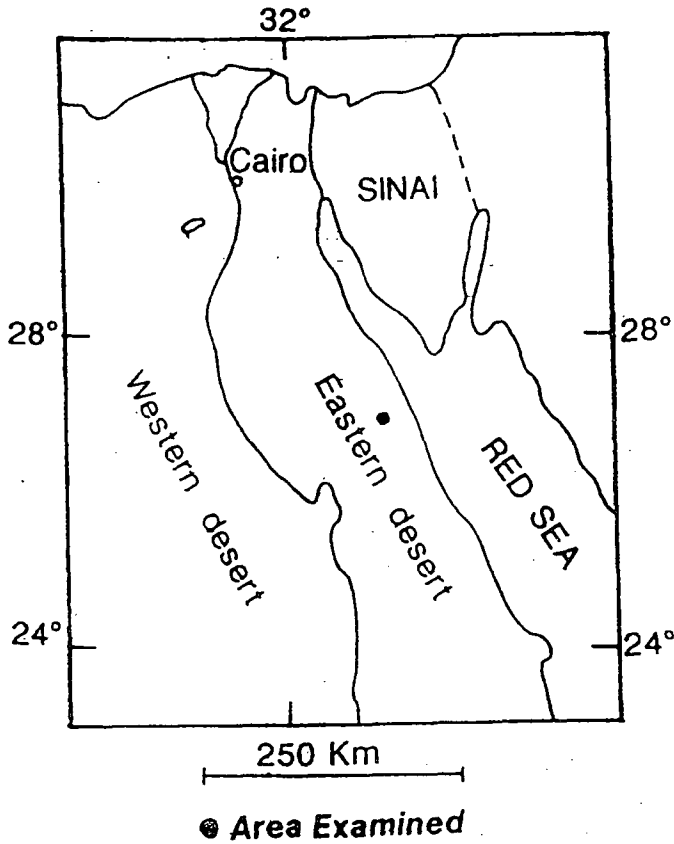 32°
Cairo
SINAI
28°
28°
Western desert
Eastern desert
RED SEA
24°
24°
250 Km
Area Examined